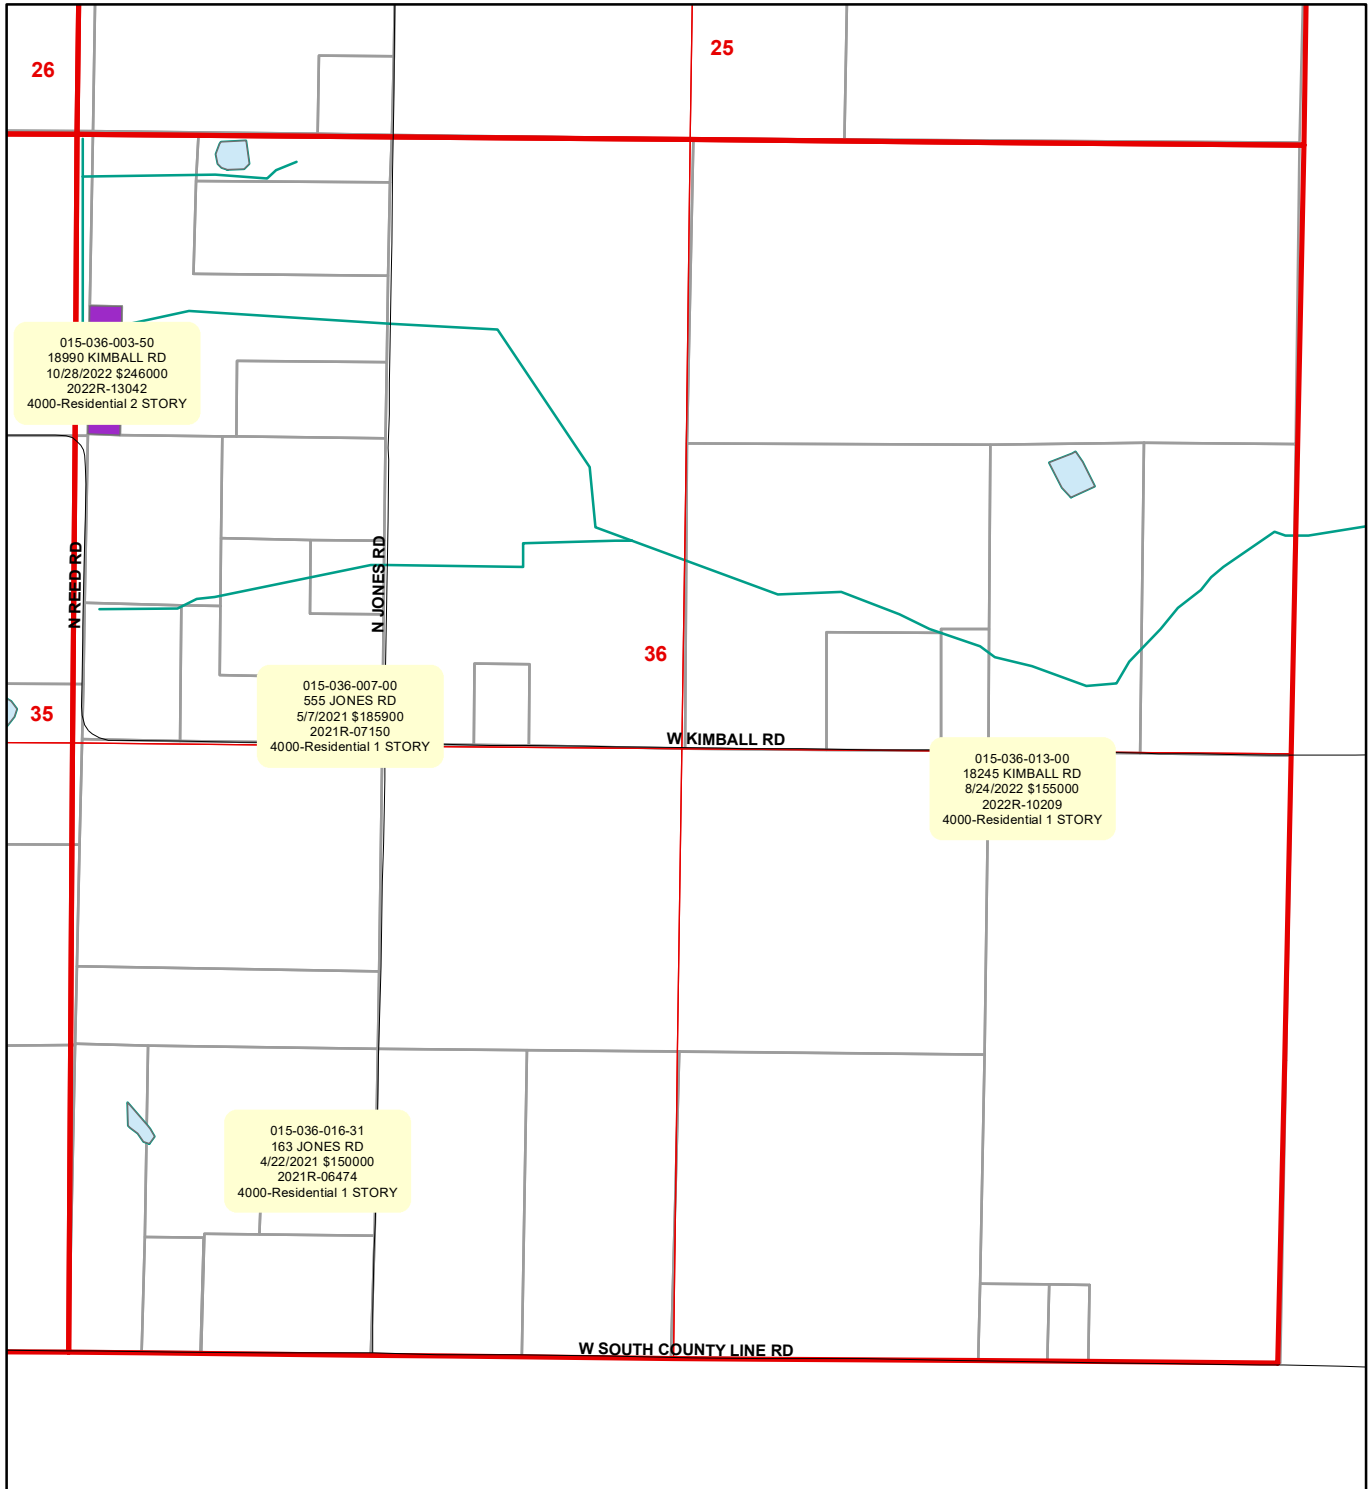 25
26
015-036-003-50
18990 KIMBALL RD
10/28/2022 $246000
2022R-13042
4000-Residential 2 STORY
N REED RD
N JONES RD
36
015-036-007-00
555 JONES RD
5/7/2021 $185900
2021R-07150
4000-Residential 1 STORY
35
W KIMBALL RD
015-036-013-00
18245 KIMBALL RD
8/24/2022 $155000
2022R-10209
4000-Residential 1 STORY
015-036-016-31
163 JONES RD
4/22/2021 $150000
2021R-06474
4000-Residential 1 STORY
W SOUTH COUNTY LINE RD